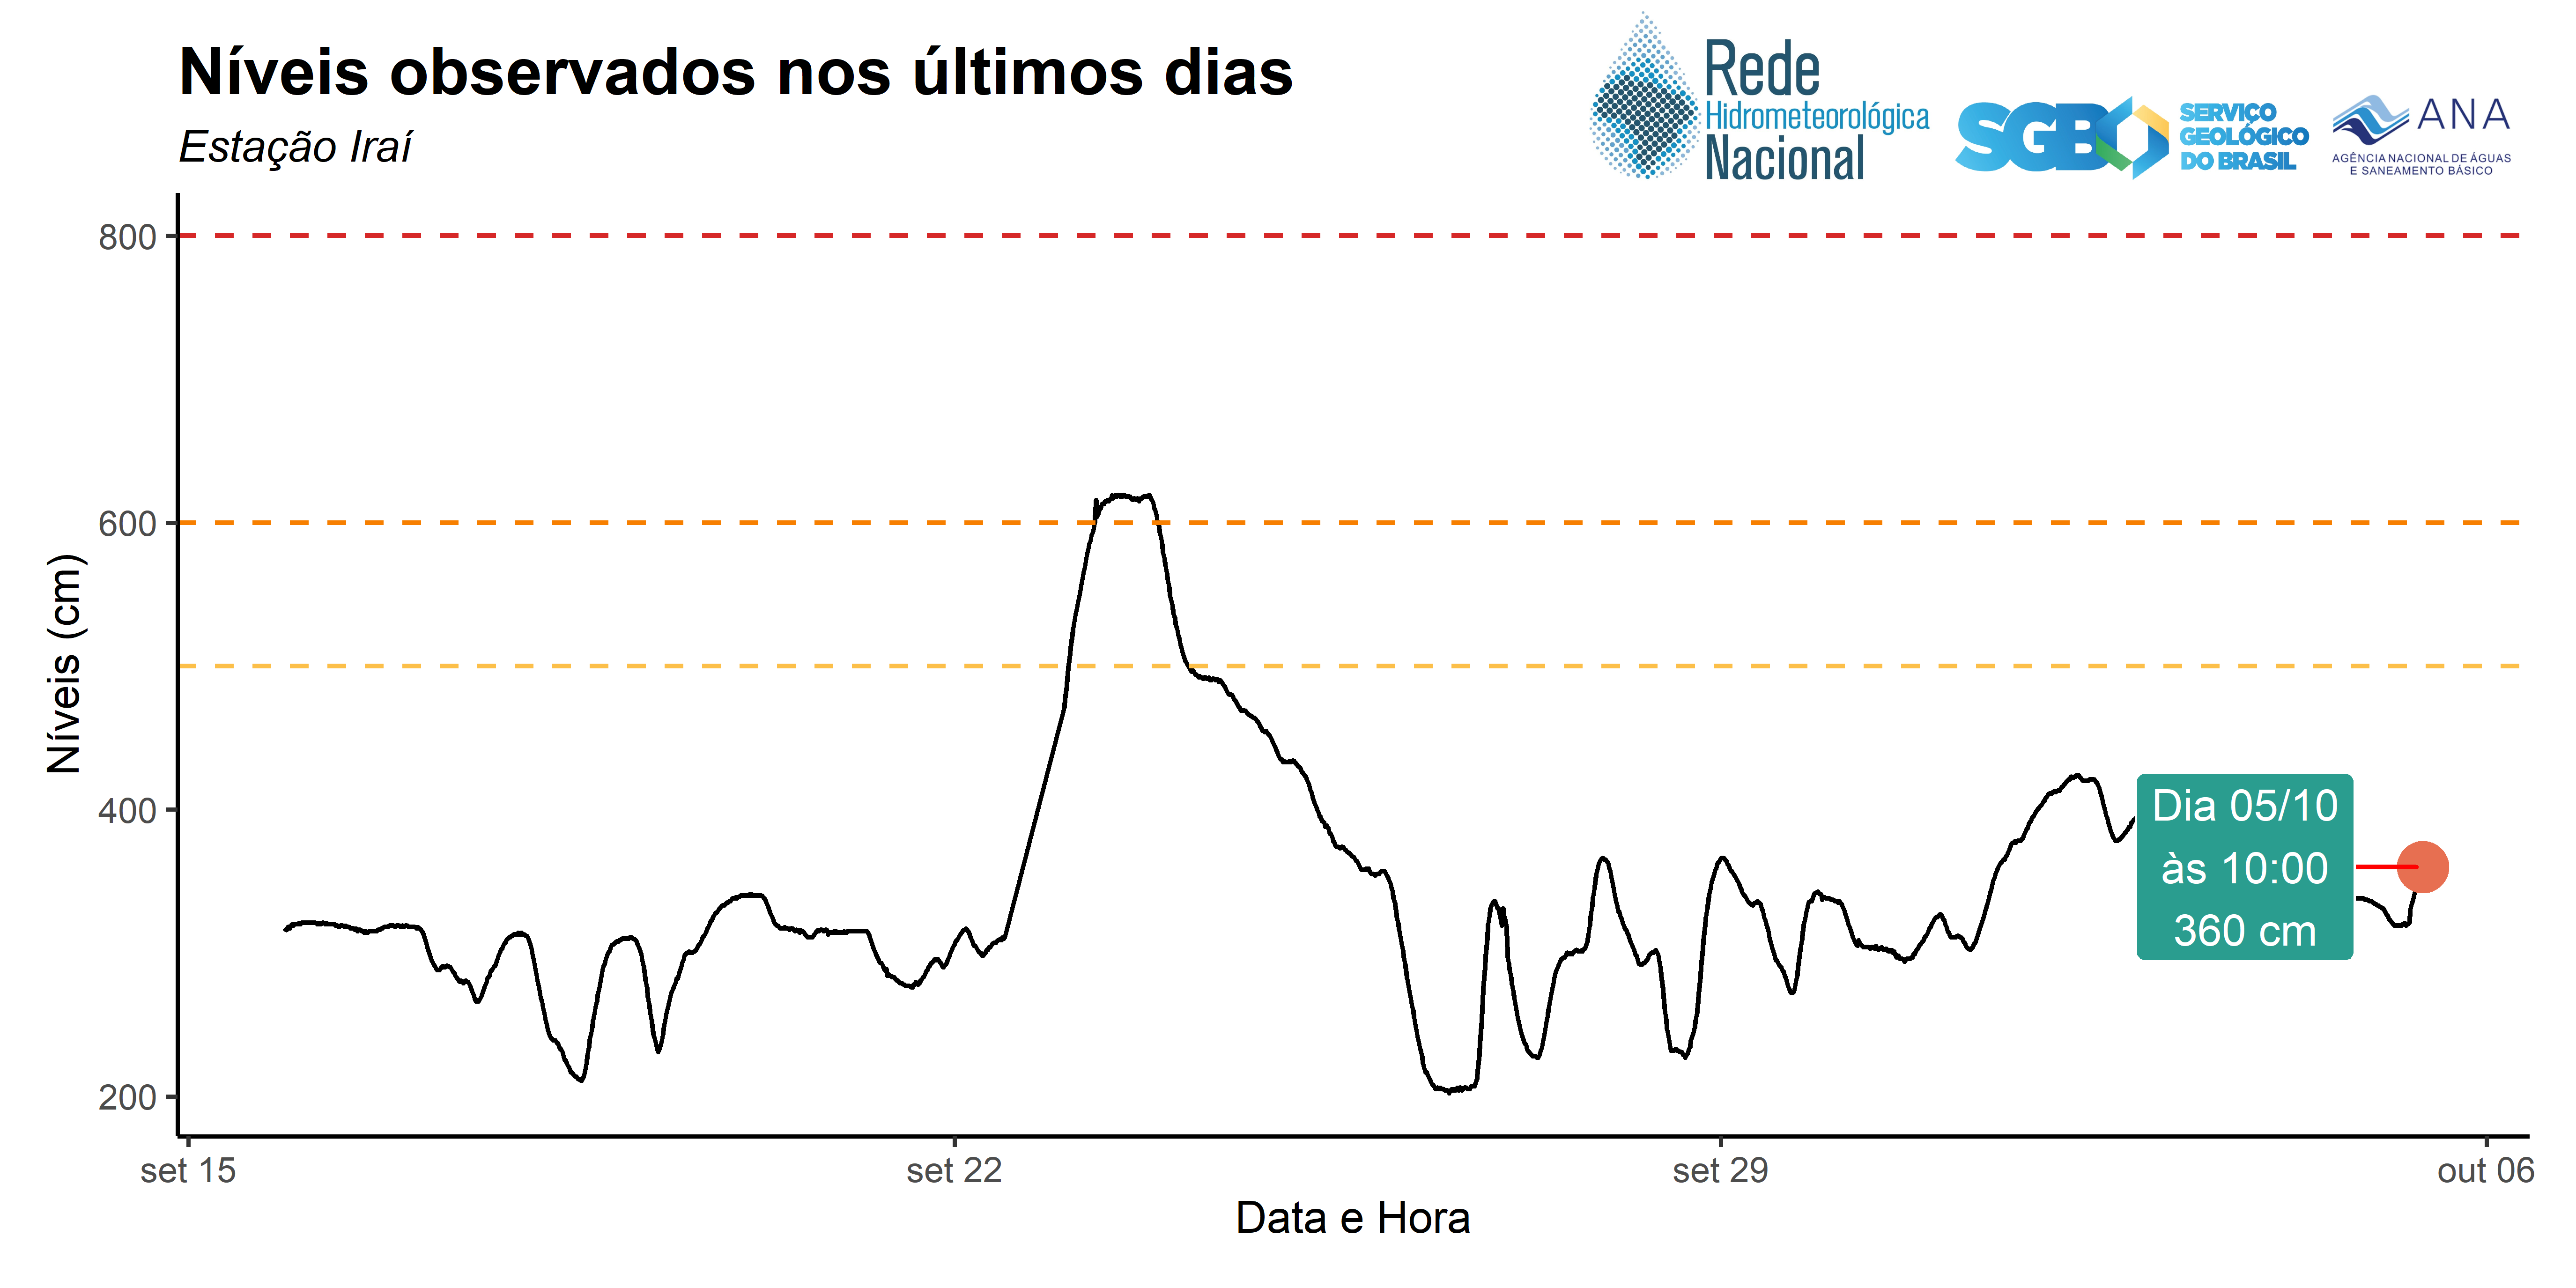 Níveis observados nos últimos dias
Estação Iraí
Rede
Hidrometeorológica
Nacional
SGB
SERVIÇO
GEOLÓGICO
DO BRASIL
ANA
AGÊNCIA NACIONAL DE ÁGUAS
E SANEAMENTO BÁSICO
Níveis (cm)
800
600
400
200
Dia 05/10
às 10:00
360 cm
set 15
set 22
set 29
out 06
Data e Hora